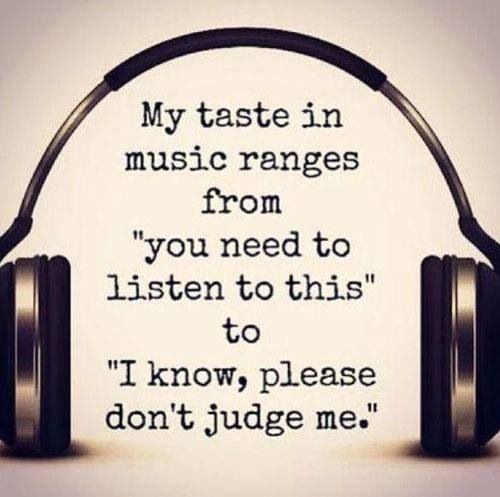 My taste in
music ranges
from
"you need to
listen to this"
to
"I know, please
don't judge me."